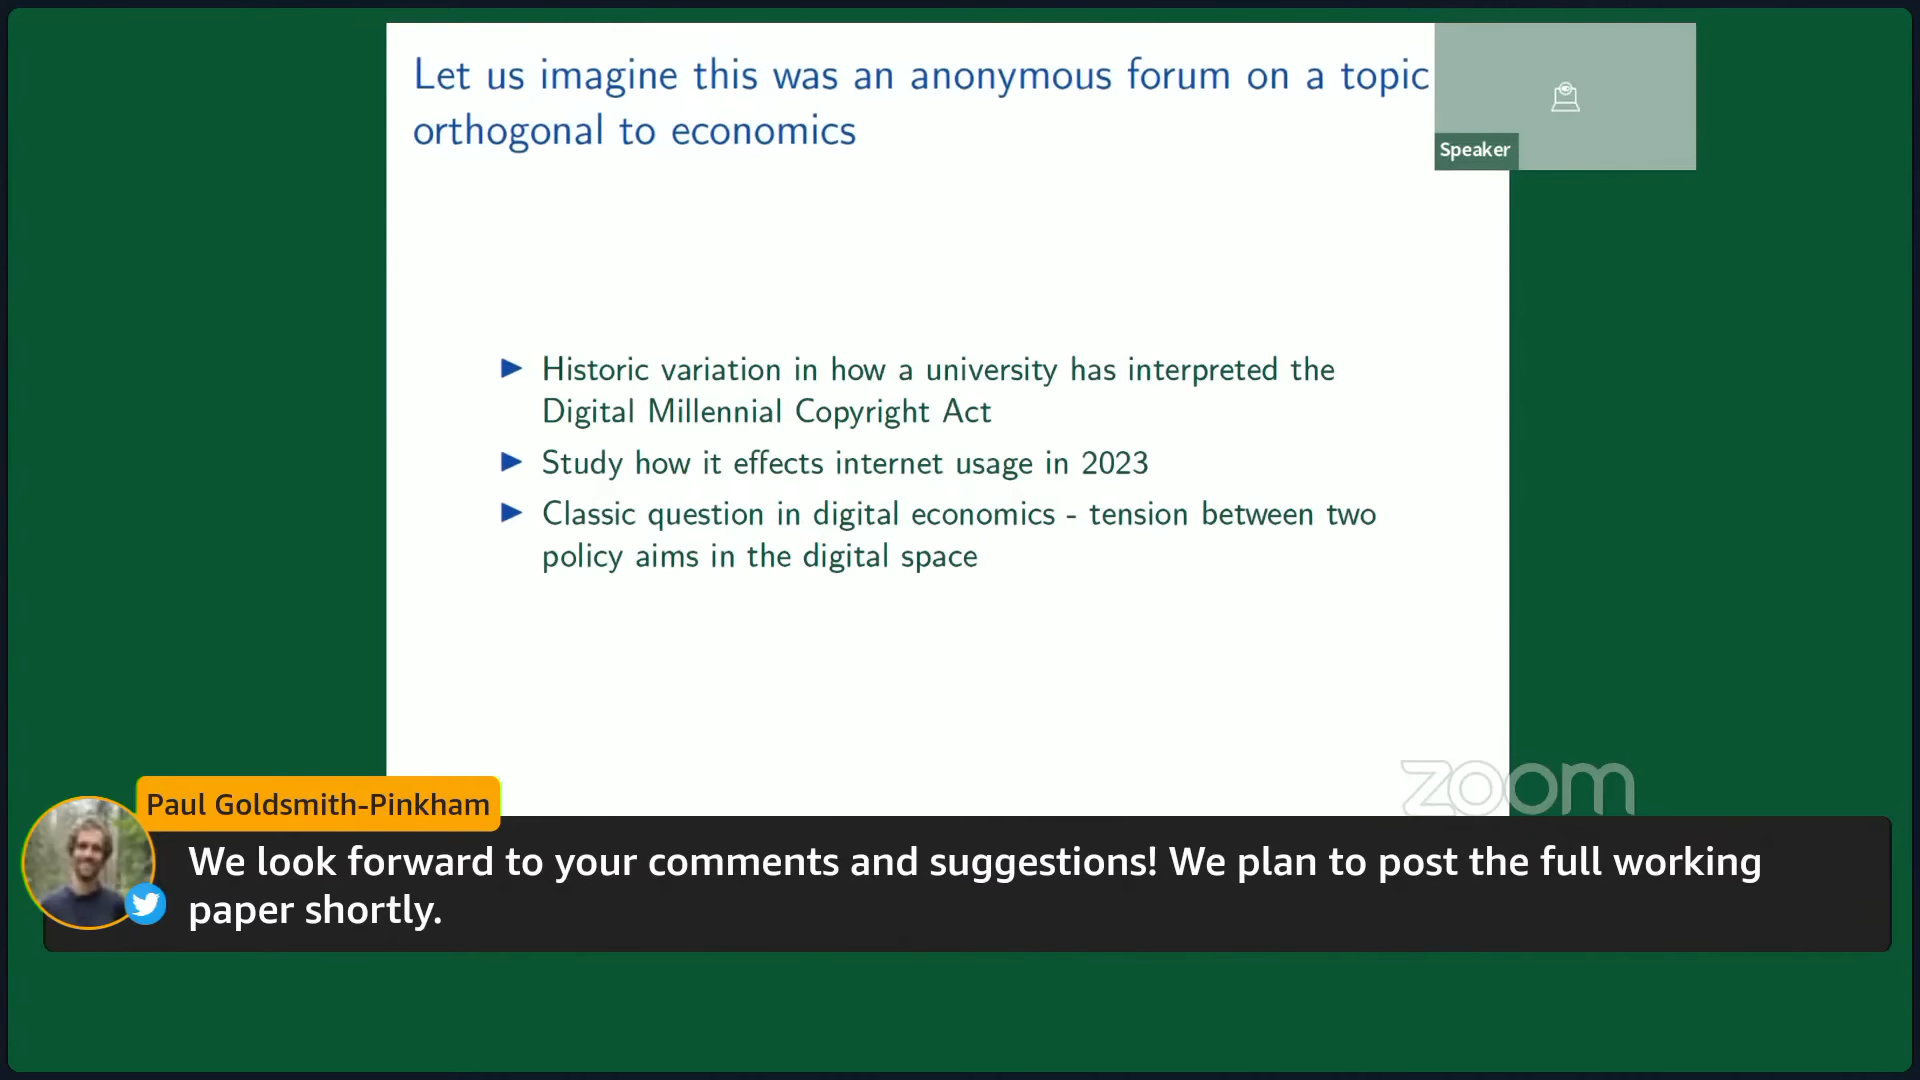 Let us imagine this was an anonymous forum on a topic
orthogonal to economics
Speaker
Historic variation in how a university has interpreted the
Digital Millennial Copyright Act
Study how it effects internet usage in 2023
Classic question in digital economics - tension between two
policy aims in the digital space
zoom
Paul Goldsmith-Pinkham
We look forward to your comments and suggestions! We plan to post the full working
paper shortly.